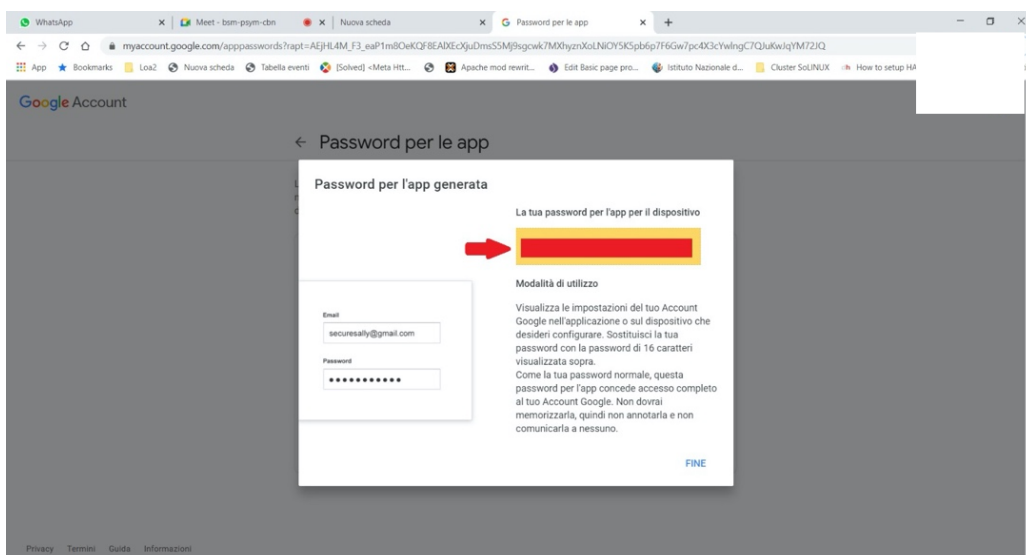 WhatsApp
Meet - bsm-psym-cbn
Nuova scheda
Password per le app
myaccount.google.com/apppasswords?rapt=
App
Bookmarks
Loa2
Nuova scheda
Tabella eventi
[Solved] <Meta Htt...
Apache mod rewrit...
Edit Basic page pro...
Istituto Nazionale d...
Cluster SoLINUX
How to setup HA
Google Account
Password per le app
Password per l'app generata
La tua password per l'app per il dispositivo
Modalità di utilizzo
Visualizza le impostazioni del tuo Account
Google nell'applicazione o sul dispositivo che
desideri configurare. Sostituisci la tua
password con la password di 16 caratteri
visualizzata sopra.
Come la tua password normale, questa
password per l'app concede accesso completo
al tuo Account Google. Non dovrai
memorizzarla, quindi non annotarla e non
comunicarla a nessuno.
Email
securesally@gmail.com
Password
●●●●●●●●●●●
FINE
Privacy
Termini
Guida
Informazioni